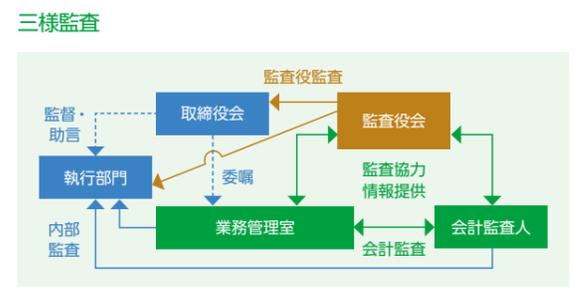 三様監査
監査役監査
取締役会
監査役会
監督・
助言
執行部門
委嘱
監査協力
情報提供
内部
監査
業務管理室
会計監査人
会計監査